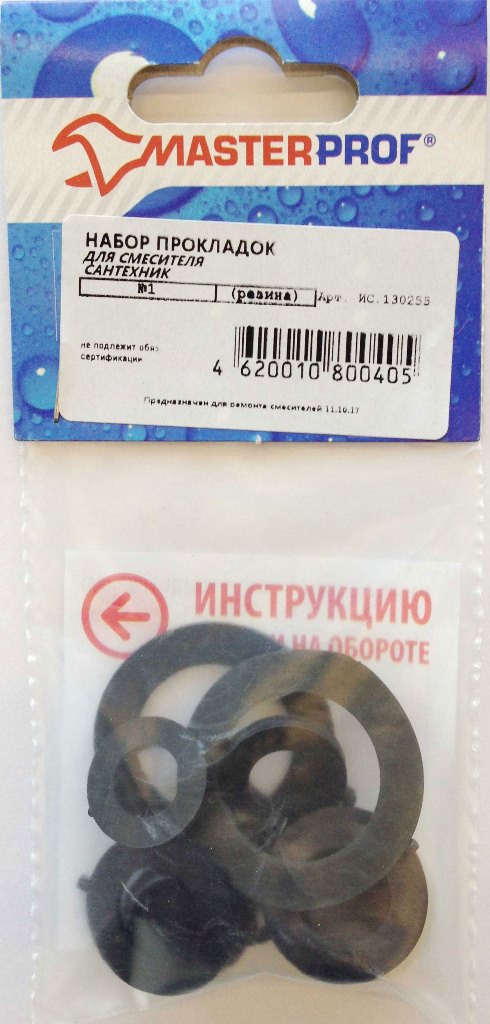 MASTERPROF®
НАБОР ПРОКЛАДОК
ДЛЯ СМЕСИТЕЛЯ
САНТЕХНИК
№1 (резина) Арт. ИС.130255
не подлежит обяз.
сертификации
4 620010 800405
Предназначен для ремонта смесителей 11.10.17
ИНСТРУКЦИЮ
И НА ОБОРОТЕ